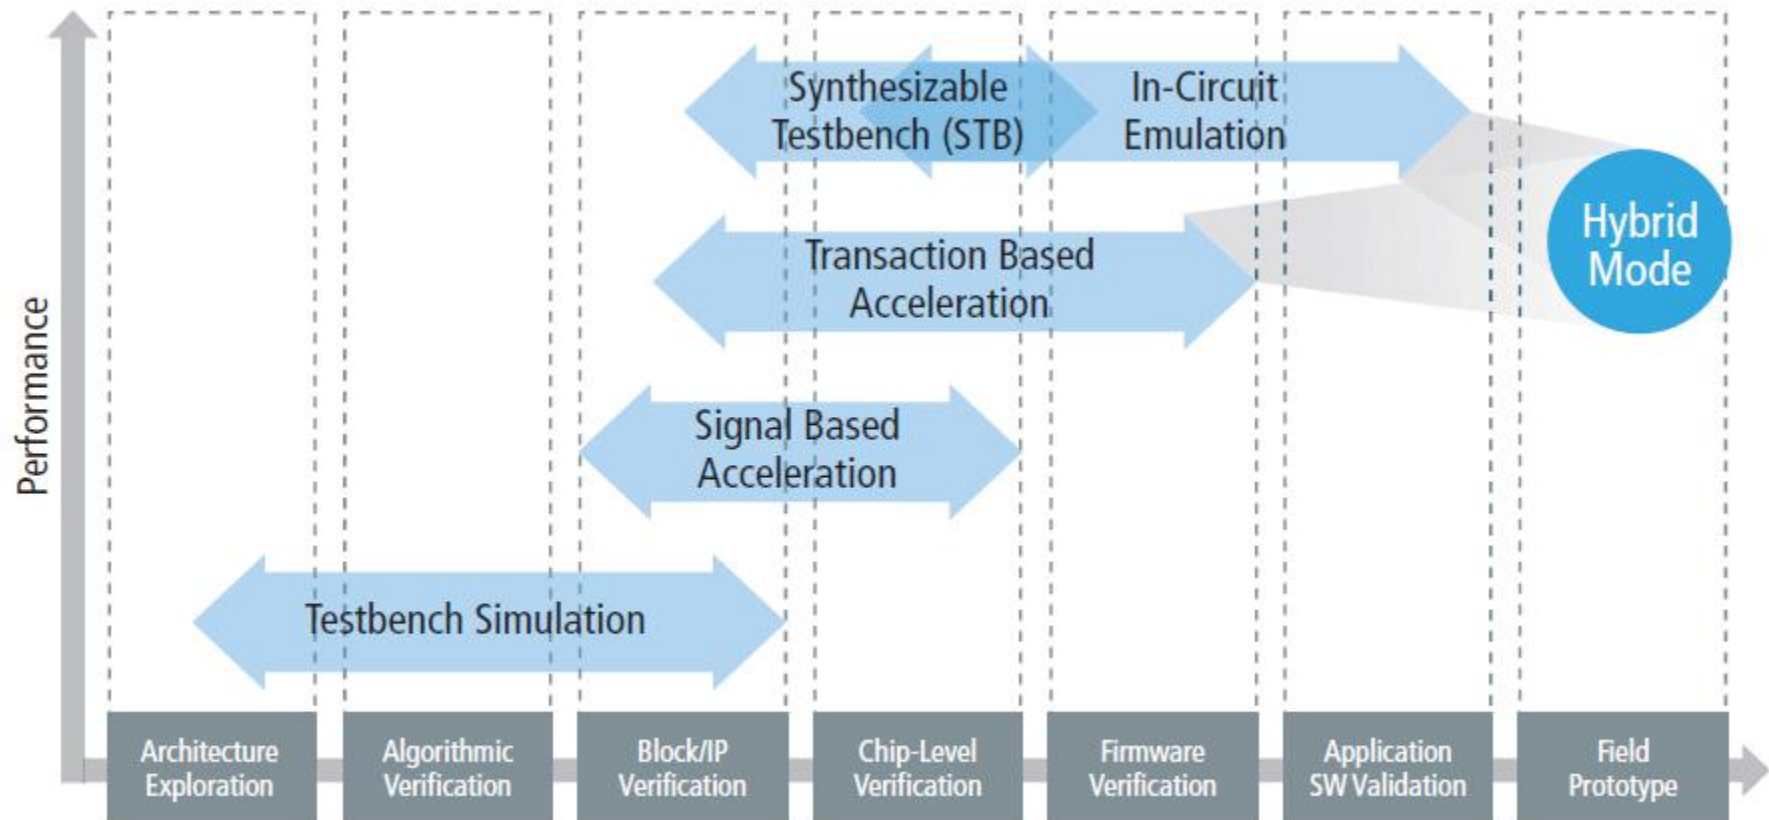 Performance
Synthesizable
Testbench (STB)
In-Circuit
Emulation
Hybrid
Mode
Transaction Based
Acceleration
Signal Based
Acceleration
Testbench Simulation
Architecture
Exploration
Algorithmic
Verification
Block/IP
Verification
Chip-Level
Verification
Firmware
Verification
Application
SW Validation
Field
Prototype